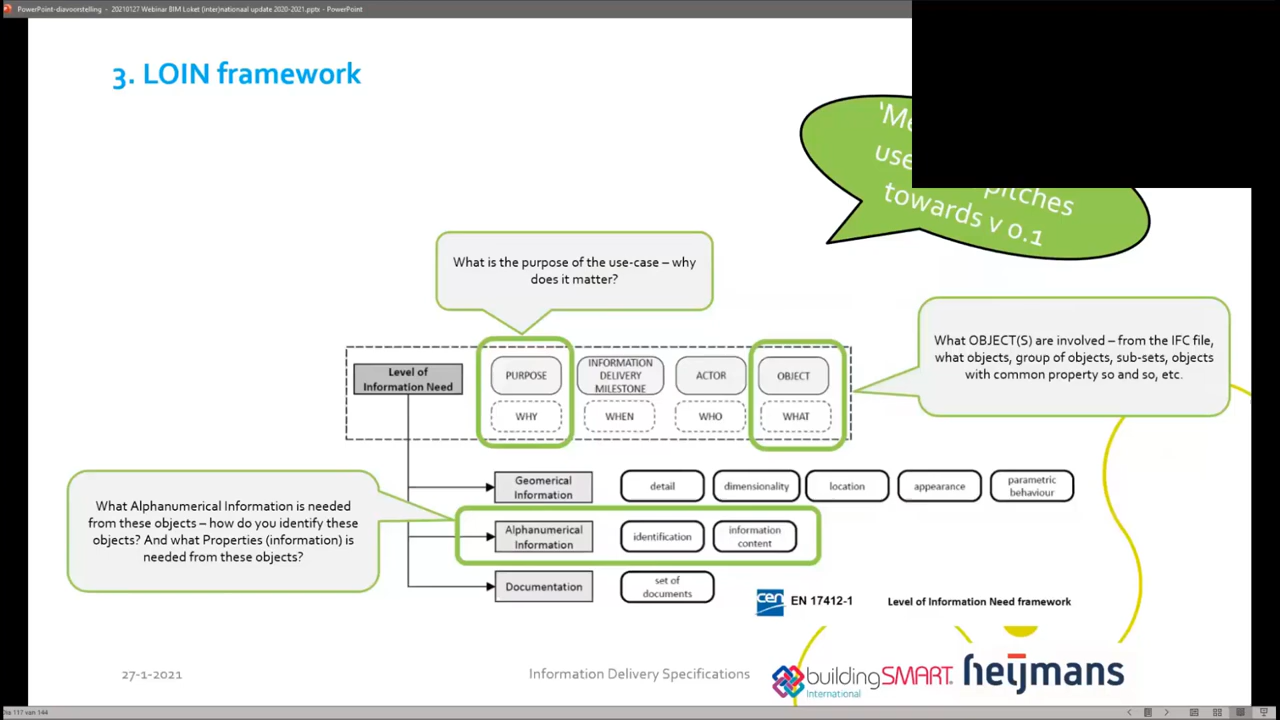 PowerPoint-diavoorstelling - 20210127 Webinar BIM Loket (inter)nationaal update 2020-2021.pptx - PowerPoint
3. LOIN framework
'Me
use
pitches
towards v 0.1
What is the purpose of the use-case – why
does it matter?
What OBJECT(S) are involved – from the IFC file,
what objects, group of objects, sub-sets, objects
with common property so and so, etc.
Level of
Information Need
PURPOSE
INFORMATION
DELIVERY
MILESTONE
ACTOR
OBJECT
WHY
WHEN
WHO
WHAT
What Alphanumerical Information is needed
from these objects – how do you identify these
objects? And what Properties (information) is
needed from these objects?
Geomerical
Information
detail
dimensionality
location
appearance
parametric
behaviour
Alphanumerical
Information
identification
information
content
Documentation
set of
documents
cen
EN 17412-1
Level of Information Need framework
27-1-2021
Information Delivery Specifications
buildingSMART
International
heijmans
Dia 117 van 144